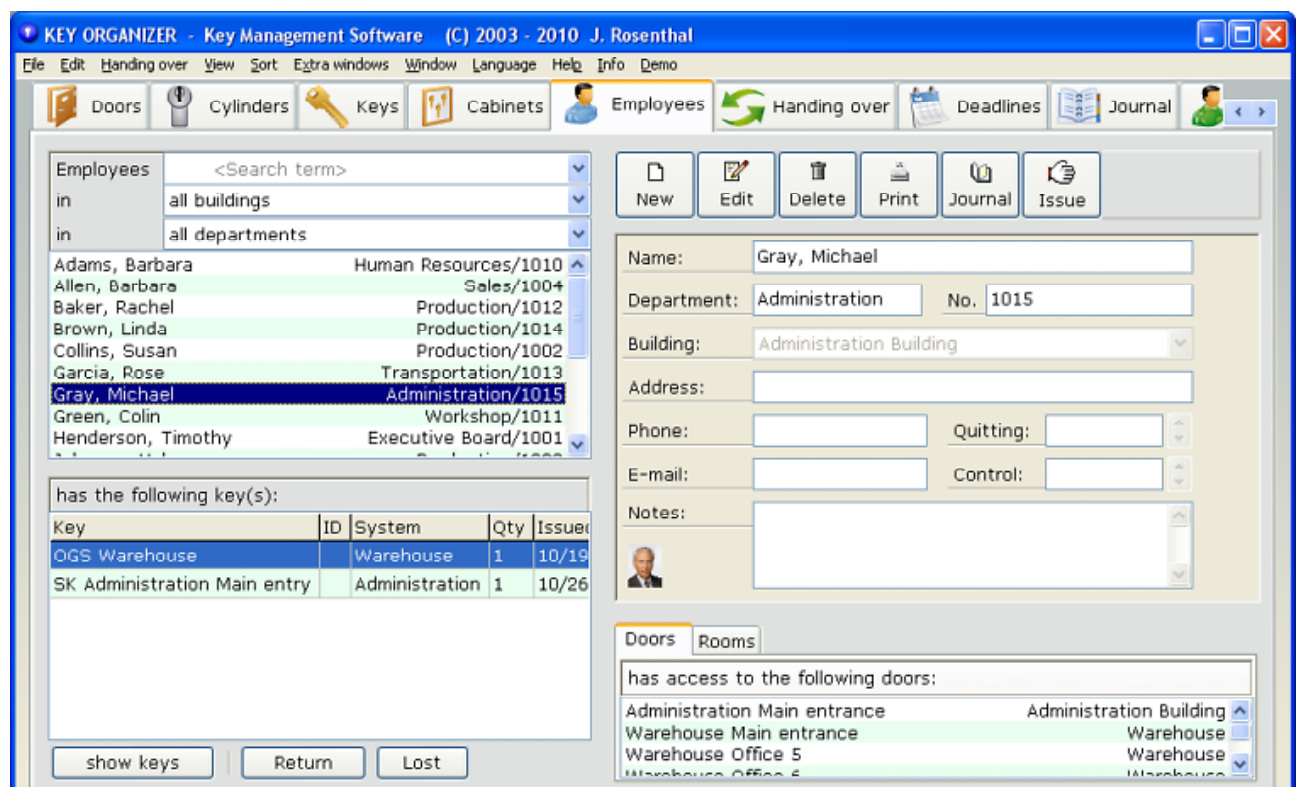 KEY ORGANIZER - Key Management Software (C) 2003 - 2010 J. Rosenthal
File Edit Handing over View Sort Extra windows Window Language Help Info Demo
Doors Cylinders Keys Cabinets Employees Handing over Deadlines Journal
Employees <Search term>
in all buildings
in all departments
Adams, Barbara Human Resources/1010
Allen, Barbara Sales/1004
Baker, Rachel Production/1012
Brown, Linda Production/1014
Collins, Susan Production/1002
Garcia, Rose Transportation/1013
Gray, Michael Administration/1015
Green, Colin Workshop/1011
Henderson, Timothy Executive Board/1001
has the following key(s):
Key ID System Qty Issued
OGS Warehouse Warehouse 1 10/19
SK Administration Main entry Administration 1 10/26
show keys Return Lost
New Edit Delete Print Journal Issue
Name: Gray, Michael
Department: Administration No. 1015
Building: Administration Building
Address:
Phone: Quitting:
E-mail: Control:
Notes:
Doors Rooms
has access to the following doors:
Administration Main entrance Administration Building
Warehouse Main entrance Warehouse
Warehouse Office 5 Warehouse
Warehouse Office 6 Warehouse